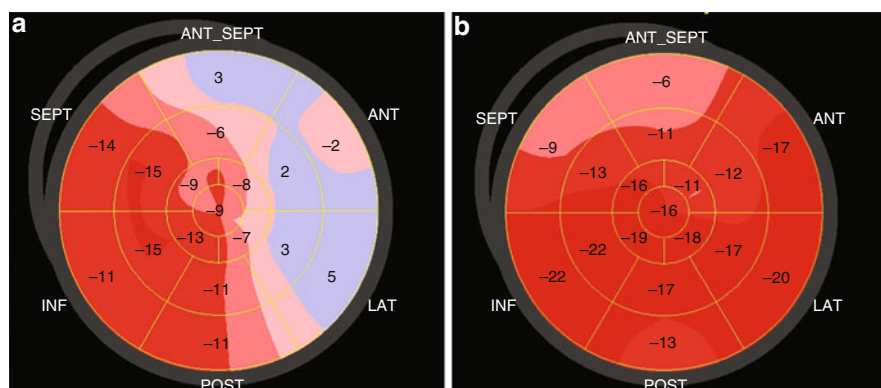 a
ANT_SEPT
3
SEPT
ANT
–14
–6
–2
–15
–9
–8
2
–9
–15
–13
–7
3
–11
5
INF
–11
LAT
–11
POST
b
ANT_SEPT
–6
SEPT
ANT
–9
–11
–17
–13
–16
–11
–12
–16
–22
–19
–18
–17
–22
–20
INF
–17
LAT
–13
POST